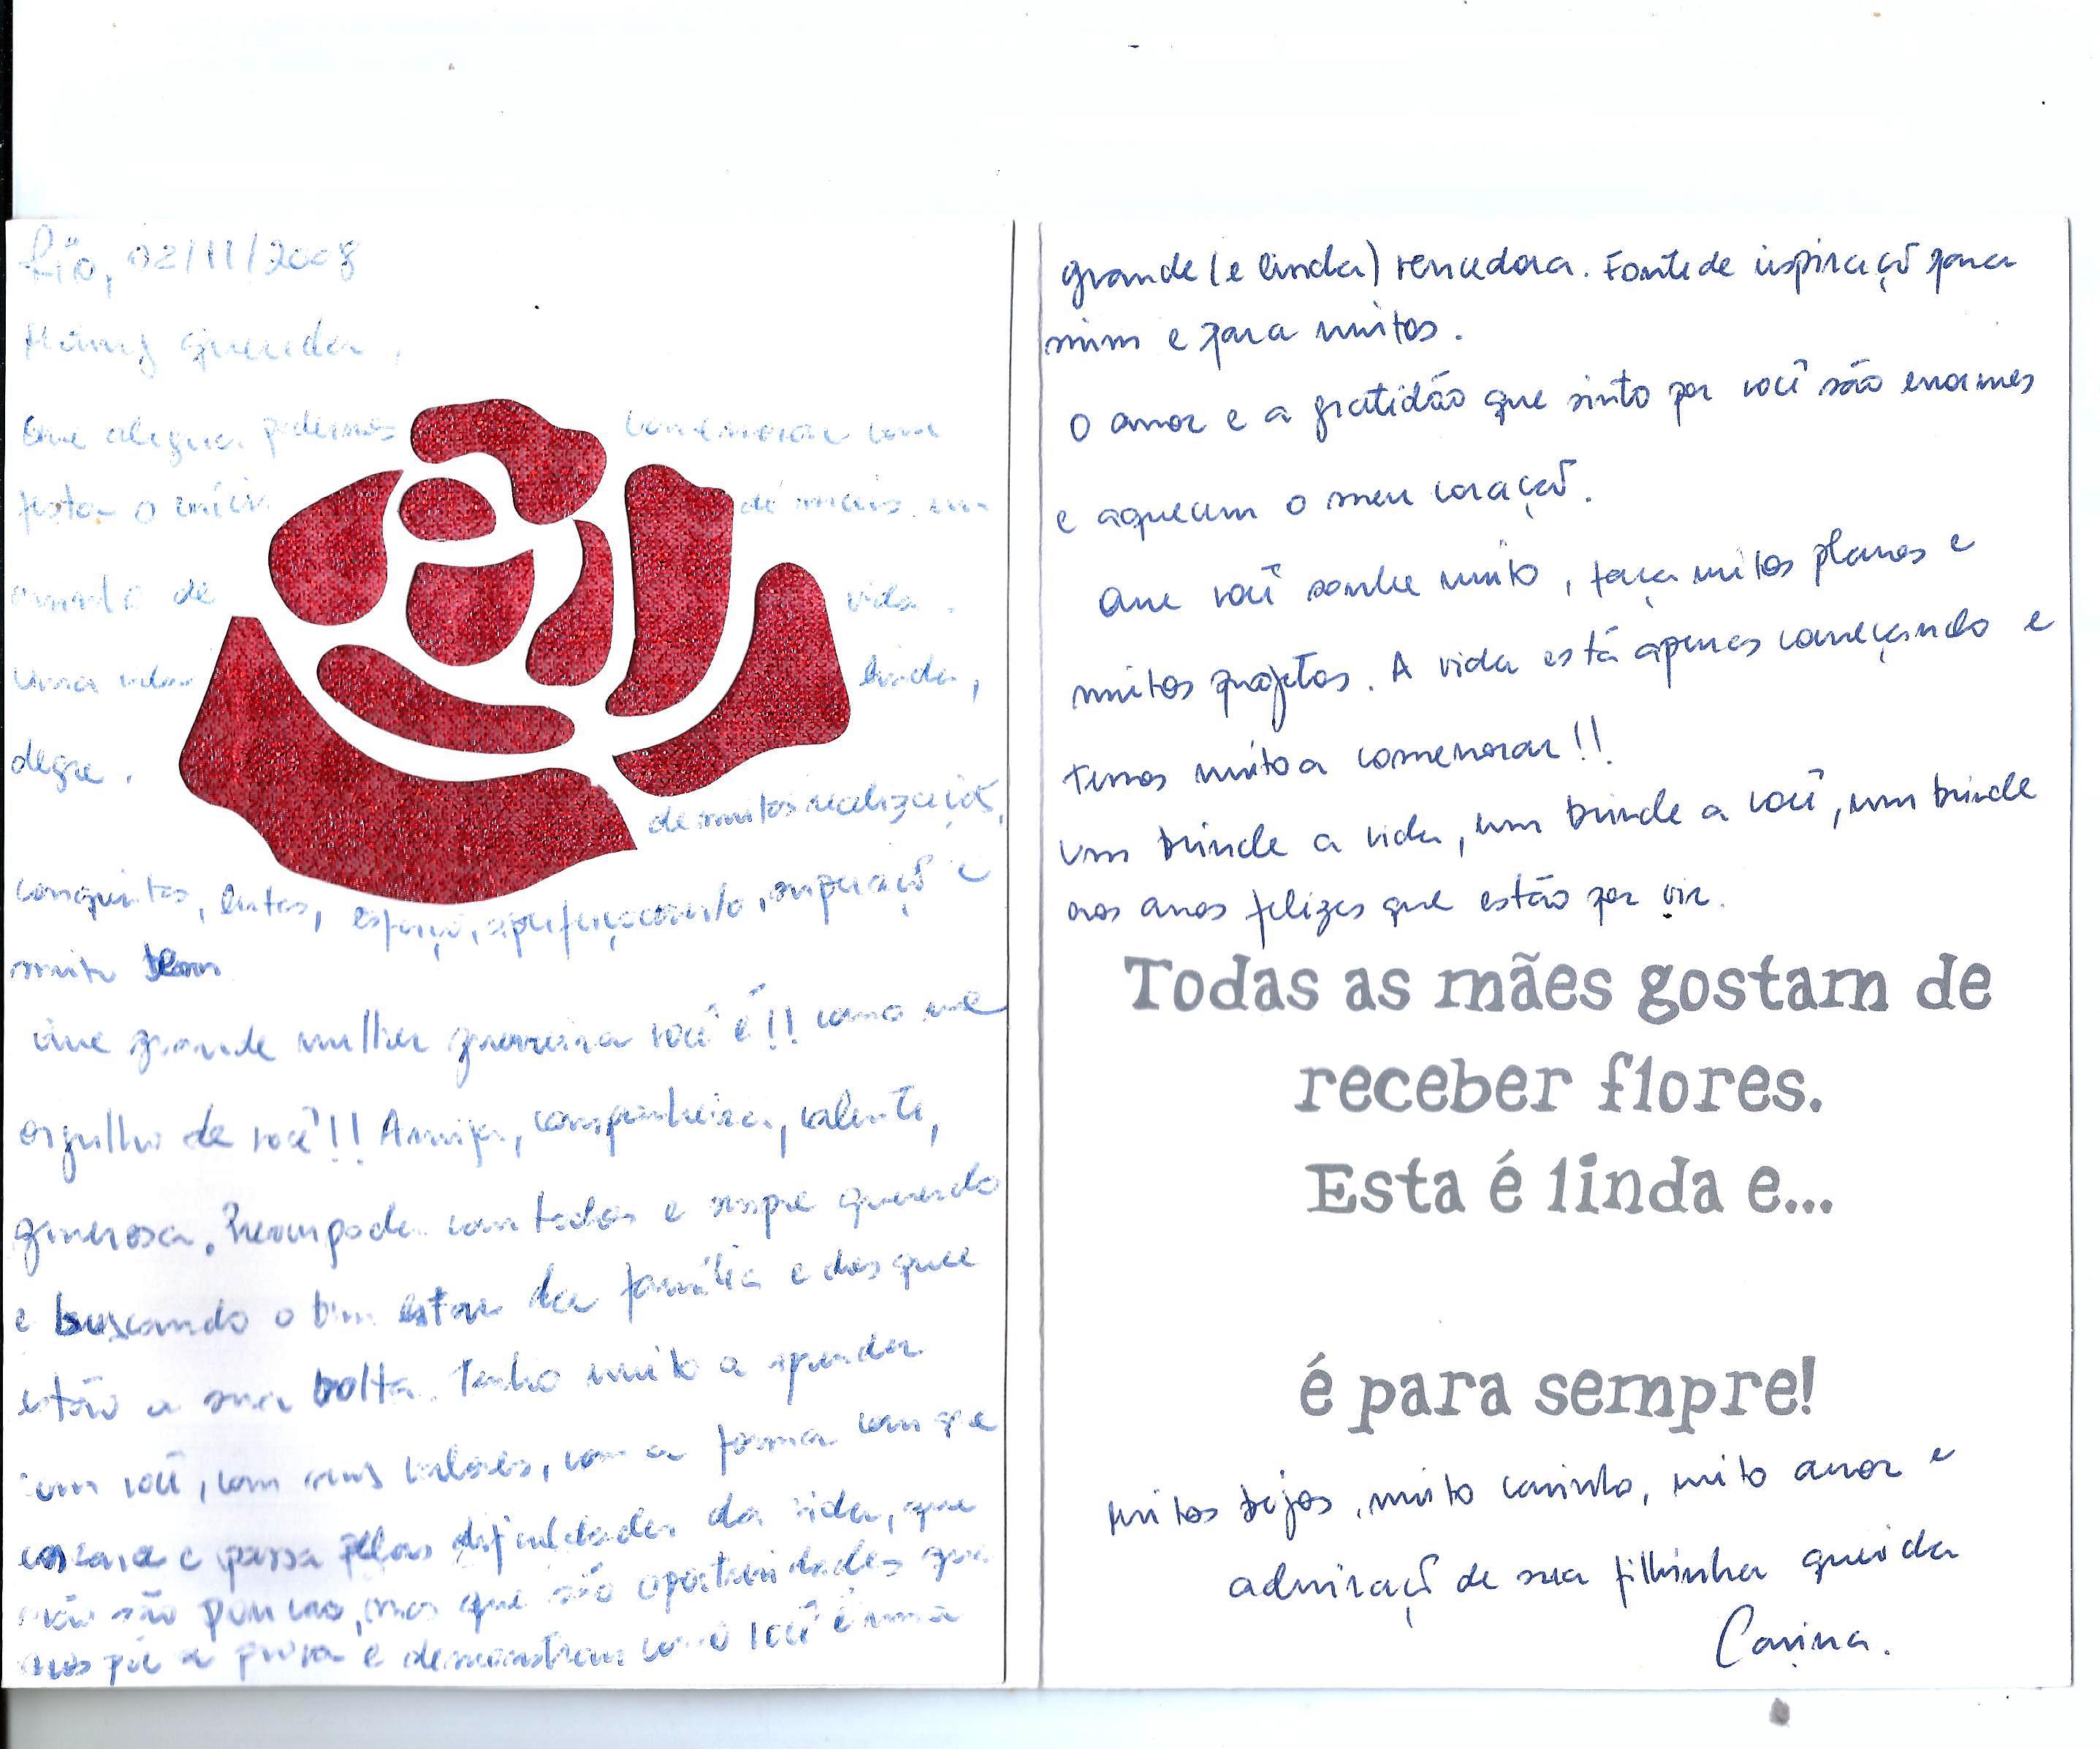 Rio, 02/11/2008
Mãmy querida,
Que alegria podermos comemorar com
festa o início de mais um
ano de vida.
Uma vida linda,
alegre.
de muitas realizações,
conquistas, lutas, esforço, aperfeiçoamento, superação e
muito
Que grande mulher guerreira você é!! Como me
orgulho de você!! Amiga, companheira, valente,
generosa. Preocupada com todos e sempre querendo
e buscando o bem estar da família e dos que
estão a sua volta. Tenho muito a aprender
com você, com seus valores, com a forma com que
encara e passa pelas dificuldades da vida, que
não são poucas, mas que são oportunidades que
nos põe a prova e demonstram como você é uma
grande (e linda) vencedora. Fonte de inspiração para
mim e para muitos.
O amor e a gratidão que sinto por você são enormes
e aquecem o meu coração.
Que você sonhe muito, faça muitos planos e
muitos projetos. A vida está apenas começando e
temos muito a comemorar!!
Um brinde a vida, um brinde a você, um brinde
aos anos felizes que estão por vir.
Todas as mães gostam de
receber flores.
Esta é linda e...
é para sempre!
Muitos beijos, muito carinho, muito amor e
admiração de sua filhinha querida
Carina.